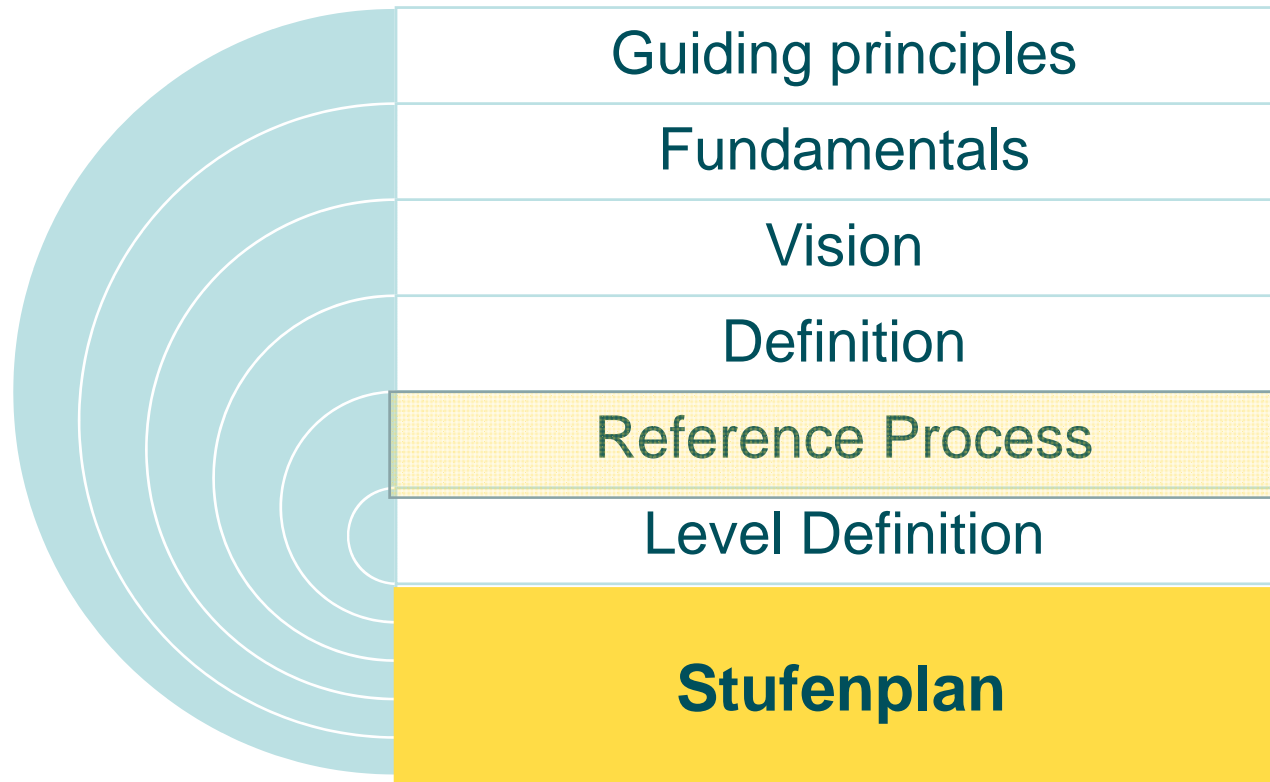 Guiding principles
Fundamentals
Vision
Definition
Reference Process
Level Definition
Stufenplan